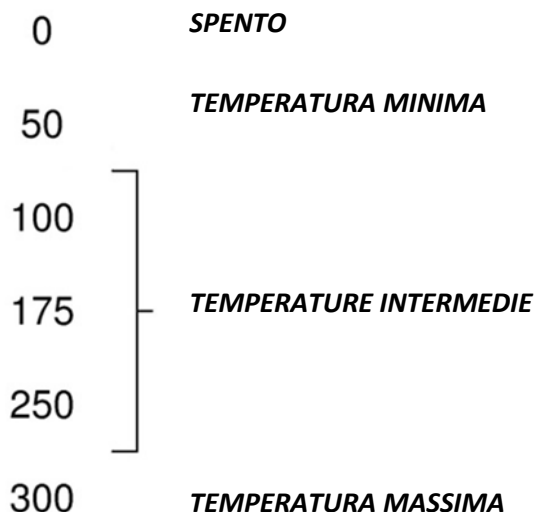 0 SPENTO
50 TEMPERATURA MINIMA
100
175 TEMPERATURE INTERMEDIE
250
300 TEMPERATURA MASSIMA